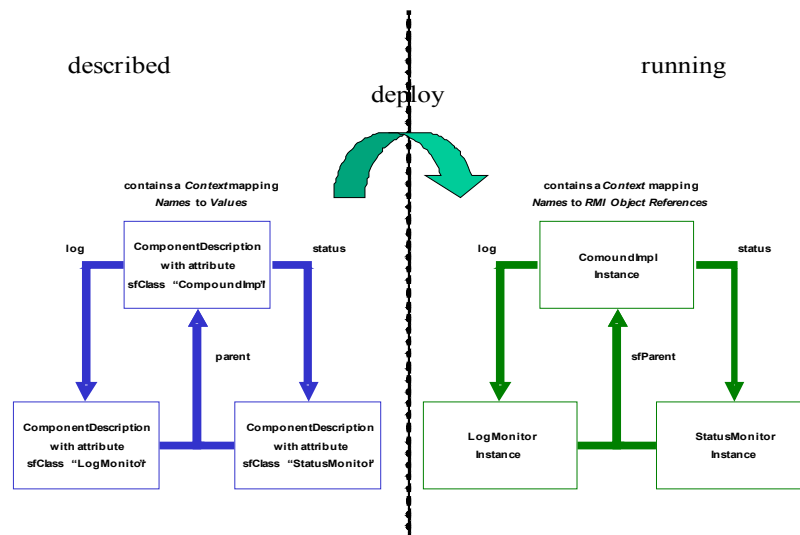 described
running
deploy
contains a Context mapping
Names to Values
contains a Context mapping
Names to RMI Object References
log
ComponentDescription
with attribute
sfClass "CompoundImpl"
status
log
ComoundImpl
Instance
status
parent
sfParent
ComponentDescription
with attribute
sfClass "LogMonitor"
ComponentDescription
with attribute
sfClass "StatusMonitor"
LogMonitor
Instance
StatusMonitor
Instance